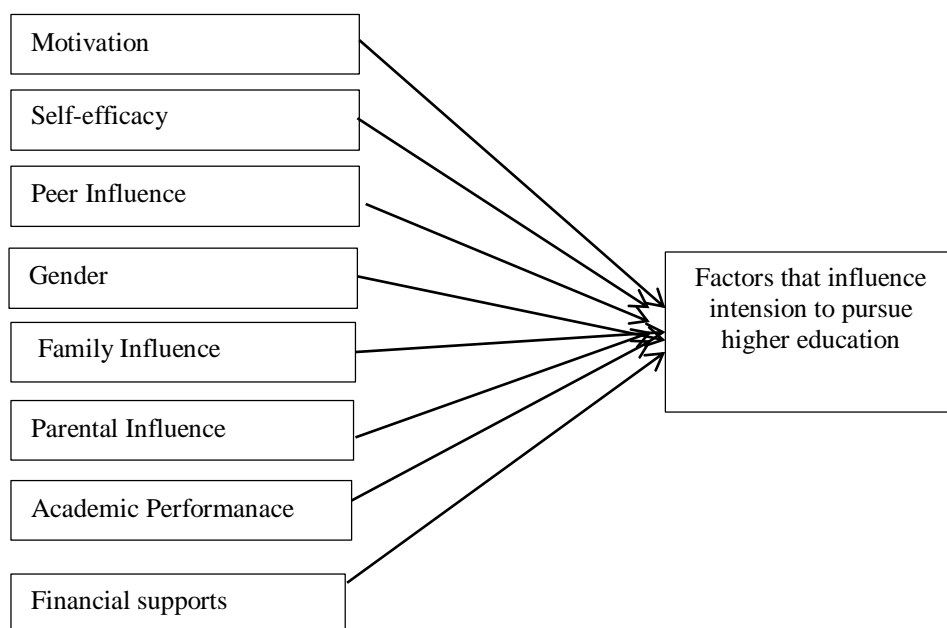 Motivation
Self-efficacy
Peer Influence
Gender
Family Influence
Parental Influence
Academic Performanace
Financial supports
Factors that influence
intension to pursue
higher education